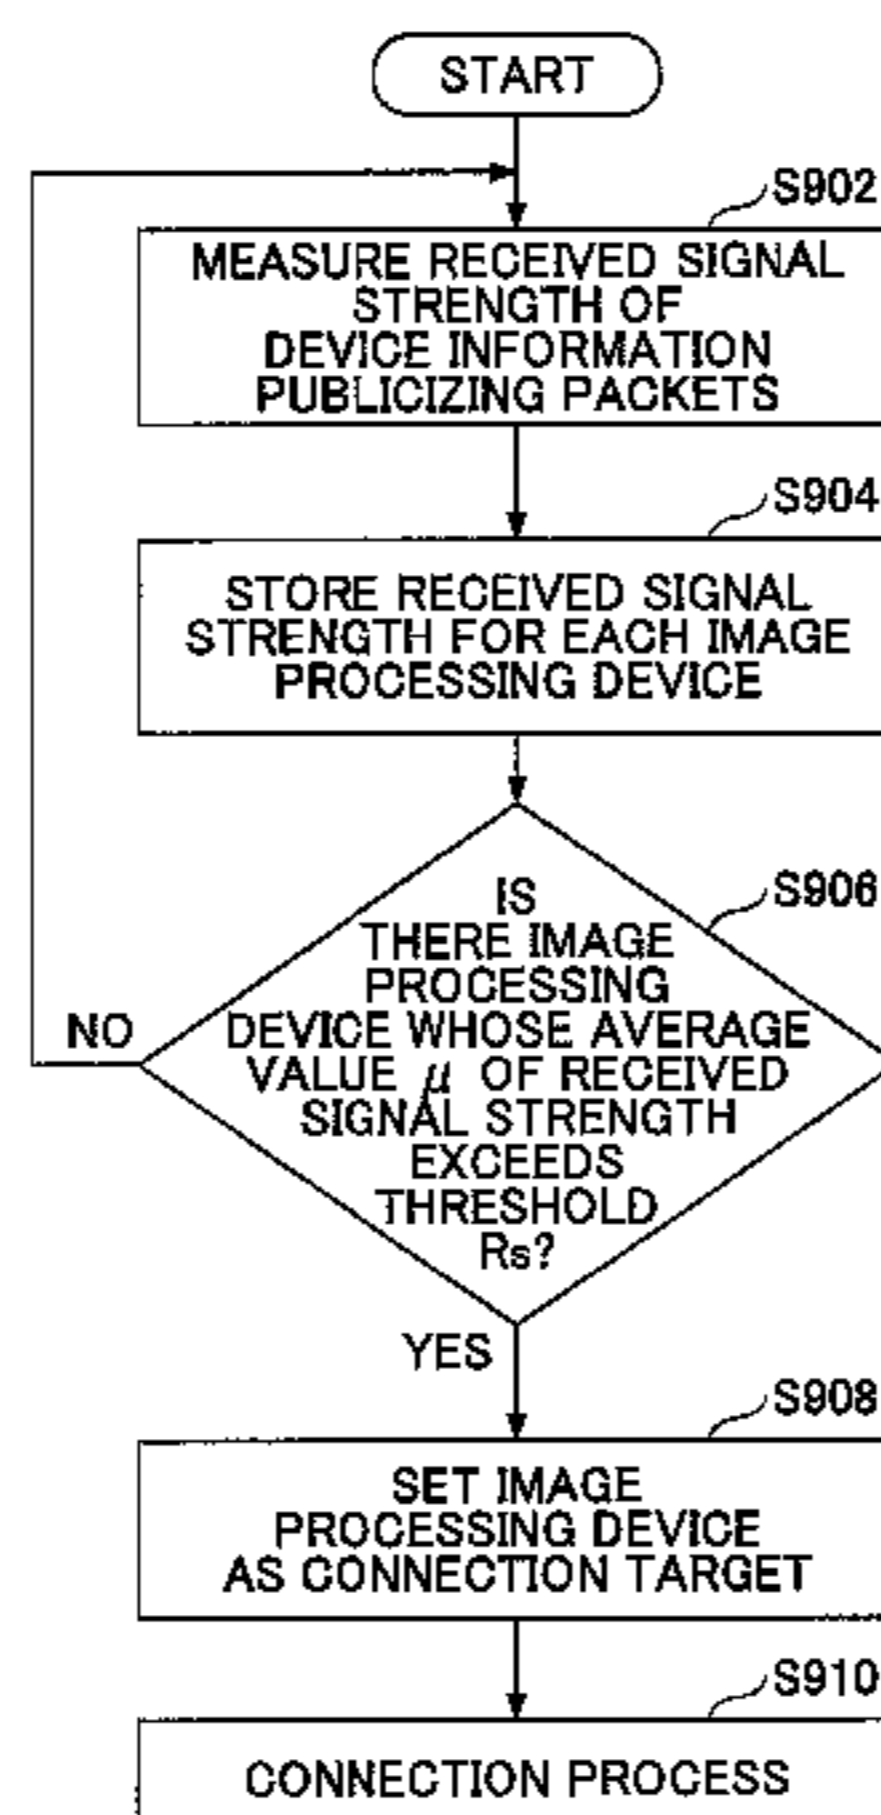 START
S902
MEASURE RECEIVED SIGNAL
STRENGTH OF
DEVICE INFORMATION
PUBLICIZING PACKETS
S904
STORE RECEIVED SIGNAL
STRENGTH FOR EACH IMAGE
PROCESSING DEVICE
S906
IS
THERE IMAGE
PROCESSING
NO
DEVICE WHOSE AVERAGE
VALUE μ OF RECEIVED
SIGNAL STRENGTH
EXCEEDS
THRESHOLD
Rs?
YES
S908
SET IMAGE
PROCESSING DEVICE
AS CONNECTION TARGET
S910
CONNECTION PROCESS